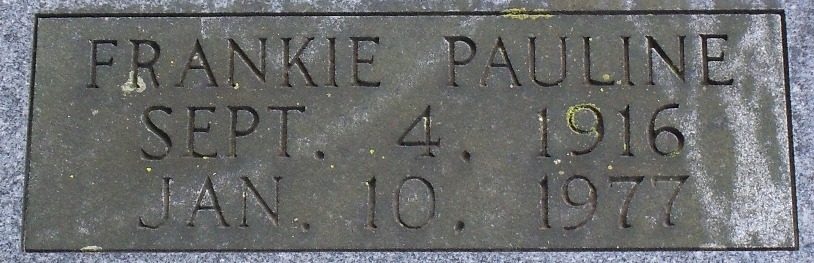 FRANKIE PAULINE
SEPT. 4. 1916
JAN. 10. 1977